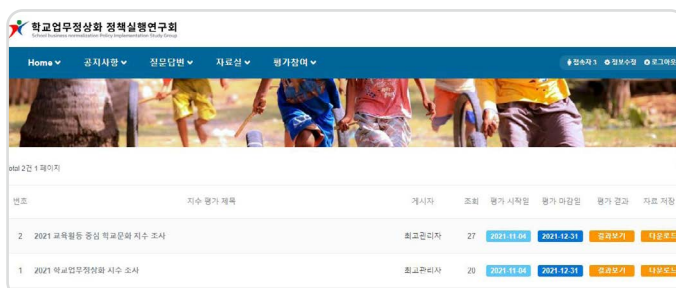 학교업무정상화 정책실행연구회
School business normalization Policy Implementation Study Group
Home 공지사항 질문답변 자료실 평가참여 접속자 3 정보수정 로그아웃
otal 2건 1 페이지
번호 지수 평가 제목 게시자 조회 평가 시작일 평가 마감일 평가 결과 자료 저장
2 2021 교육활동 중심 학교문화 지수 조사 최고관리자 27 2021-11-04 2021-12-31 결과보기 다운로드
1 2021 학교업무정상화 지수 조사 최고관리자 20 2021-11-04 2021-12-31 결과보기 다운로드